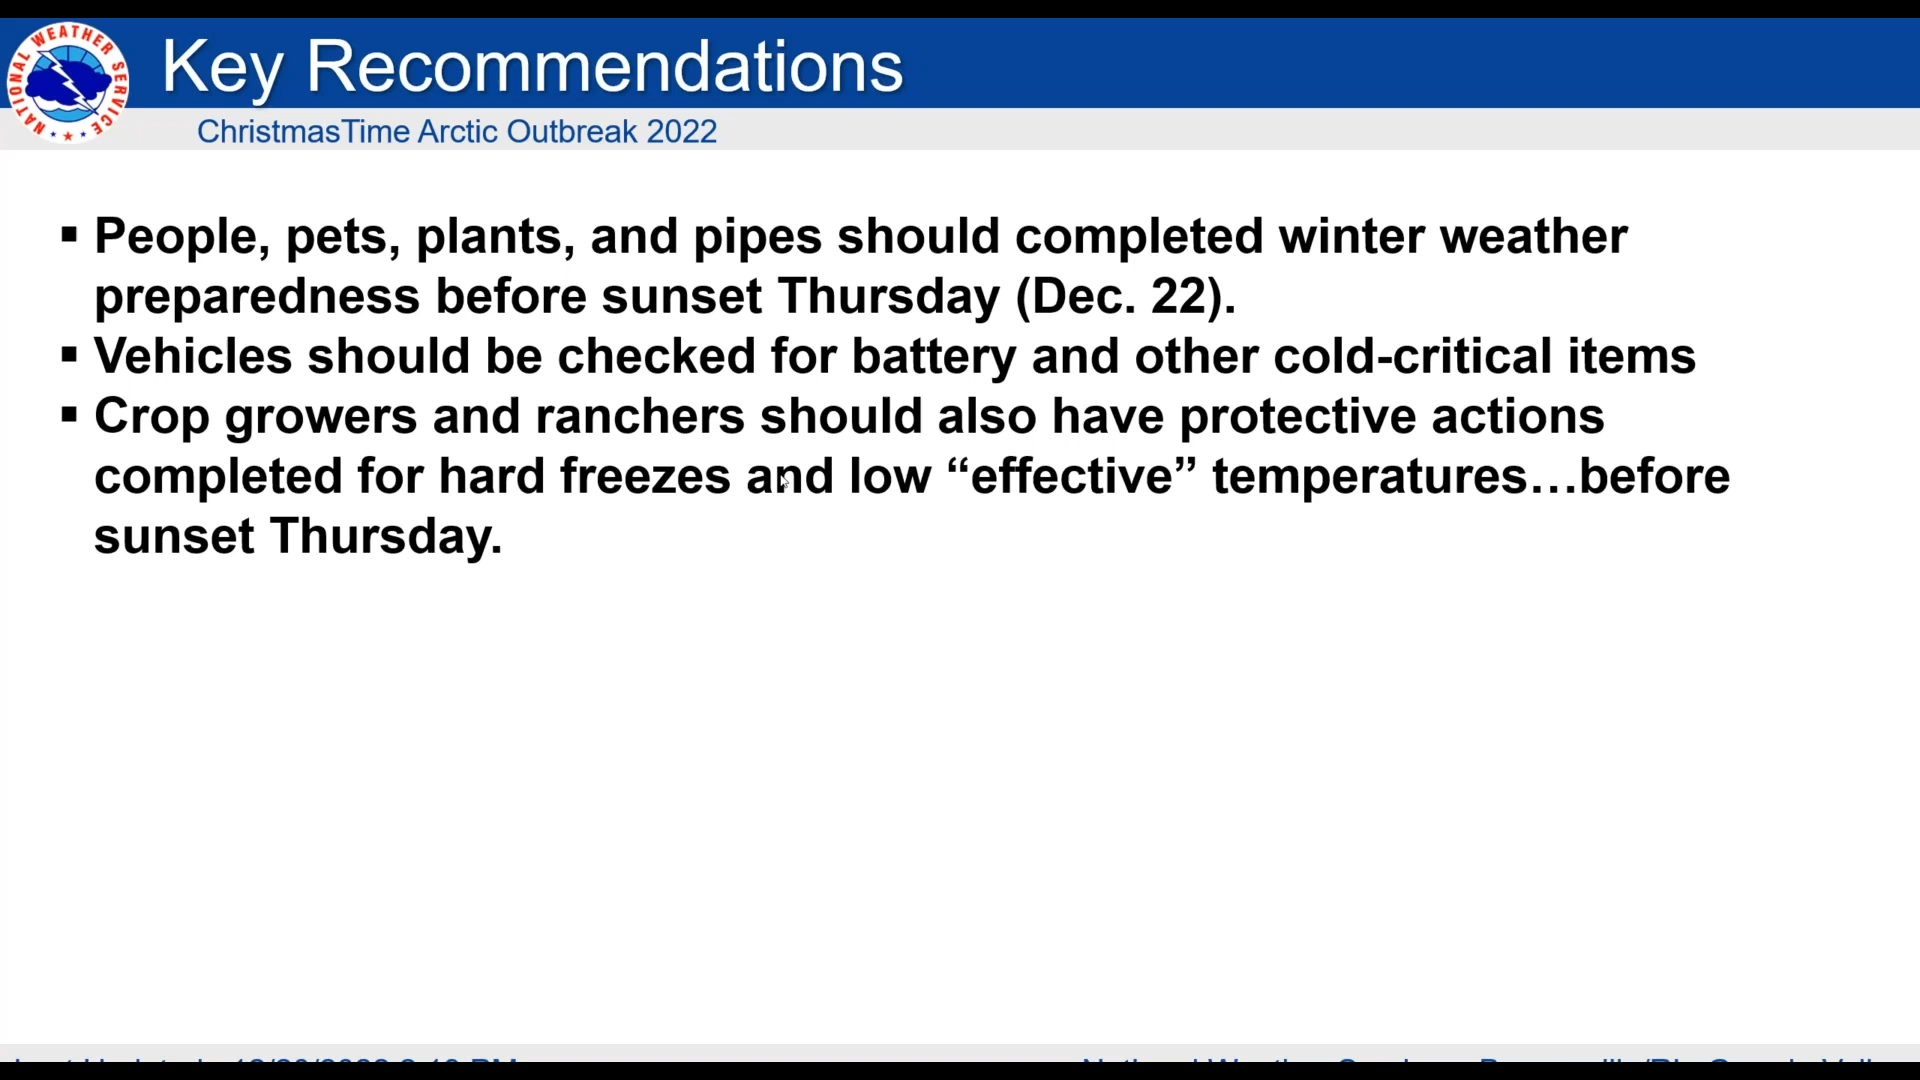 NATIONAL WEATHER SERVICE
Key Recommendations
ChristmasTime Arctic Outbreak 2022
▪ People, pets, plants, and pipes should completed winter weather
preparedness before sunset Thursday (Dec. 22).
▪ Vehicles should be checked for battery and other cold-critical items
▪ Crop growers and ranchers should also have protective actions
completed for hard freezes and low “effective” temperatures…before
sunset Thursday.